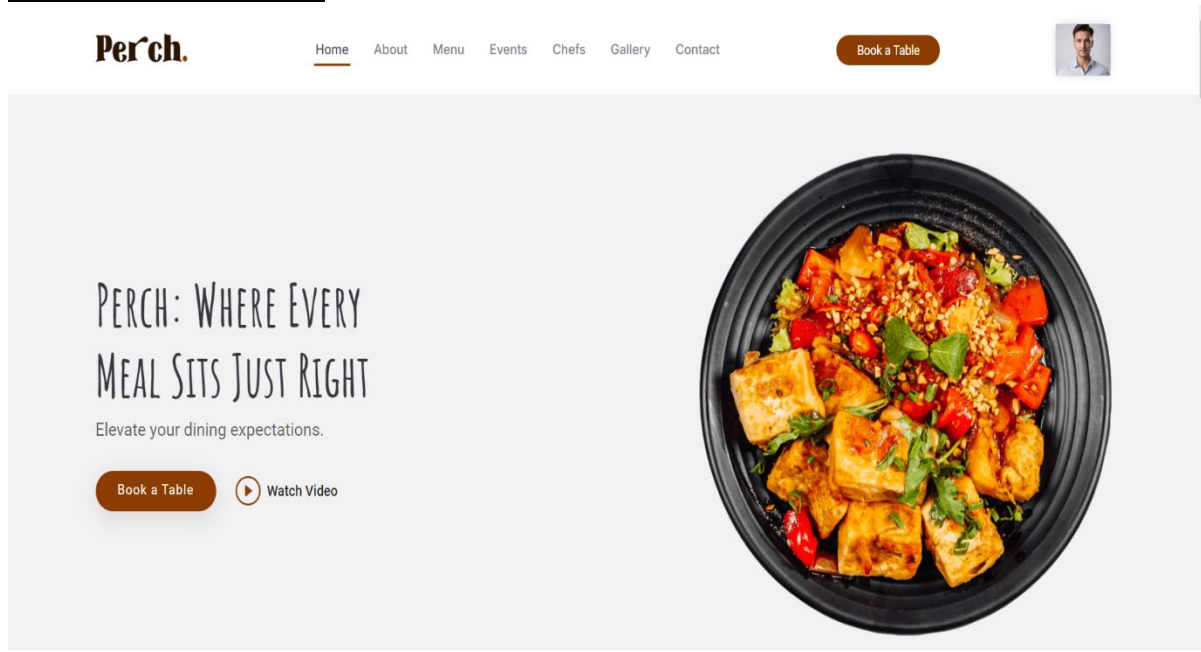 Perch.
Home About Menu Events Chefs Gallery Contact
Book a Table
Perch: Where Every
Meal Sits Just Right
Elevate your dining expectations.
Book a Table
Watch Video